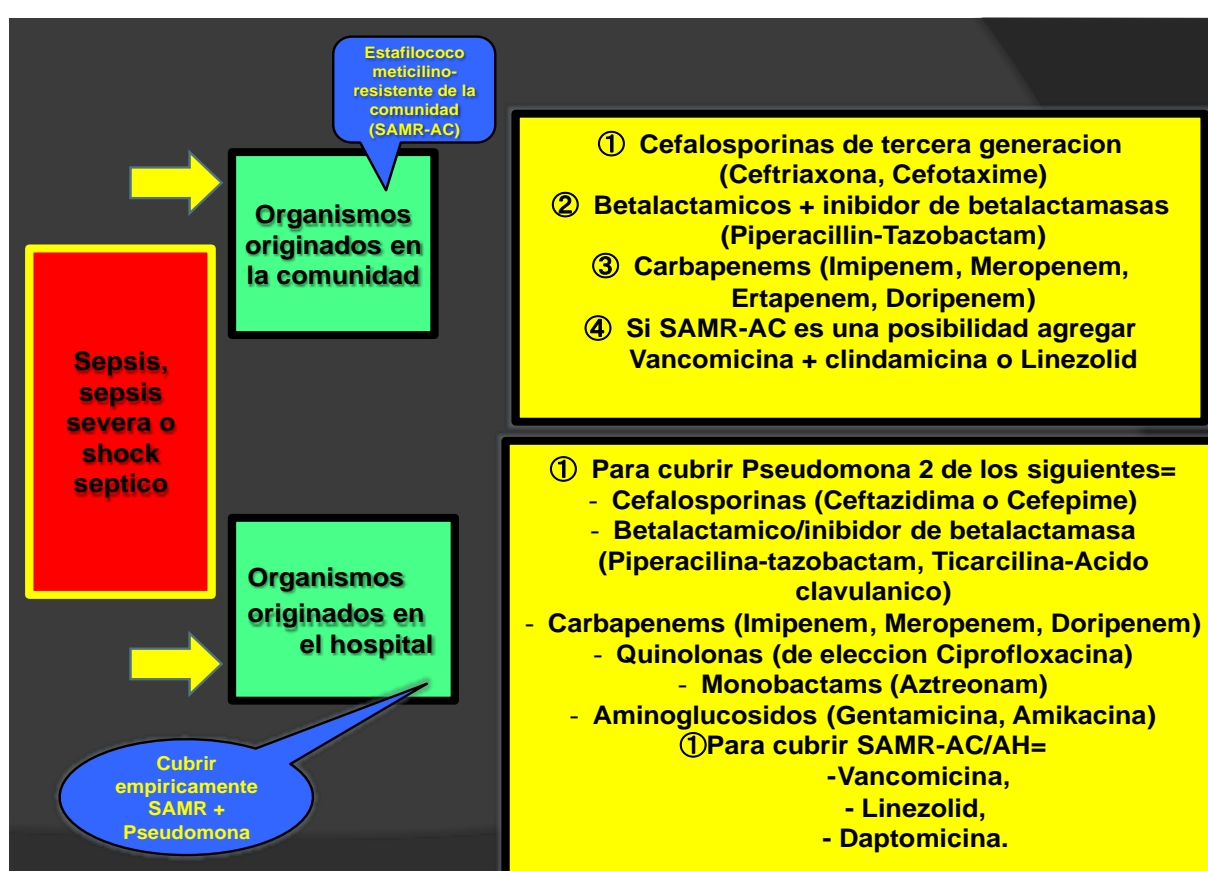 Estafilococo
meticilino-
resistente de la
comunidad
(SAMR-AC)
Organismos
originados en
la comunidad
① Cefalosporinas de tercera generacion
(Ceftriaxona, Cefotaxime)
② Betalactamicos + inibidor de betalactamasas
(Piperacillin-Tazobactam)
③ Carbapenems (Imipenem, Meropenem,
Ertapenem, Doripenem)
④ Si SAMR-AC es una posibilidad agregar
Vancomicina + clindamicina o Linezolid
Sepsis,
sepsis
severa o
shock
septico
Organismos
originados en
el hospital
Cubrir
empiricamente
SAMR +
Pseudomona
① Para cubrir Pseudomona 2 de los siguientes=
- Cefalosporinas (Ceftazidima o Cefepime)
- Betalactamico/inibidor de betalactamasa
(Piperacilina-tazobactam, Ticarcilina-Acido
clavulanico)
- Carbapenems (Imipenem, Meropenem, Doripenem)
- Quinolonas (de eleccion Ciprofloxacina)
- Monobactams (Aztreonam)
- Aminoglucosidos (Gentamicina, Amikacina)
①Para cubrir SAMR-AC/AH=
-Vancomicina,
- Linezolid,
- Daptomicina.